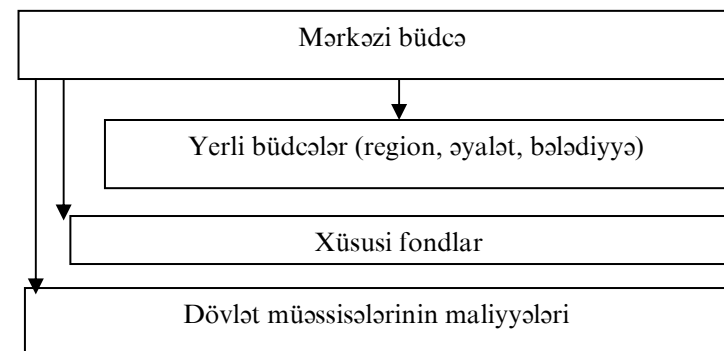 Mərkəzi büdcə
Yerli büdcələr (region, əyalət, bələdiyyə)
Xüsusi fondlar
Dövlət müəssisələrinin maliyyələri